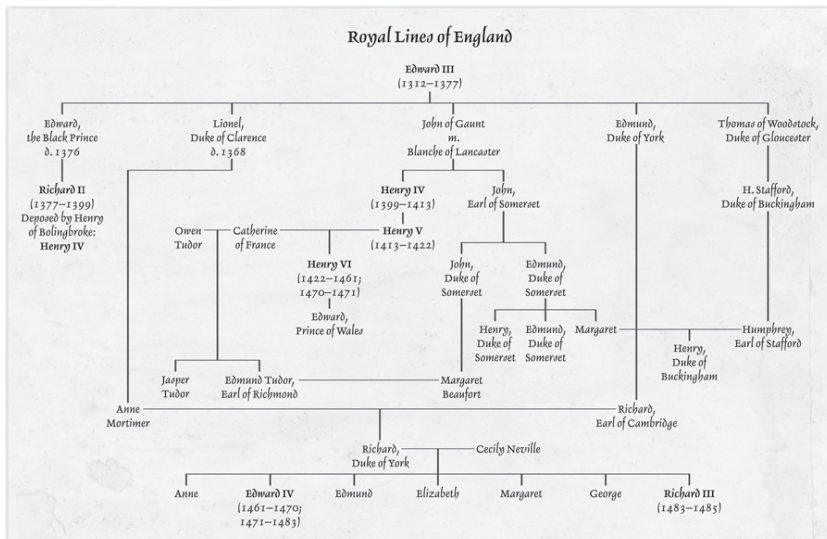 Royal Lines of England
Edward III
(1312–1377)
Edward,
the Black Prince
d. 1376
Lionel,
Duke of Clarence
d. 1368
John of Gaunt
m.
Blanche of Lancaster
Edmund,
Duke of York
Thomas of Woodstock,
Duke of Gloucester
Richard II
(1377–1399)
Deposed by Henry
of Bolingbroke:
Henry IV
Henry IV
(1399–1413)
John,
Earl of Somerset
H. Stafford,
Duke of Buckingham
Owen
Tudor
Catherine
of France
Henry V
(1413–1422)
Henry VI
(1422–1461;
1470–1471)
John,
Duke of
Somerset
Edmund,
Duke of
Somerset
Edward,
Prince of Wales
Henry,
Duke of
Somerset
Edmund,
Duke of
Somerset
Margaret
Humphrey,
Earl of Stafford
Henry,
Duke of
Buckingham
Jasper
Tudor
Edmund Tudor,
Earl of Richmond
Margaret
Beaufort
Anne
Mortimer
Richard,
Earl of Cambridge
Richard,
Duke of York
Cecily Neville
Anne
Edward IV
(1461–1470;
1471–1483)
Edmund
Elizabeth
Margaret
George
Richard III
(1483–1485)